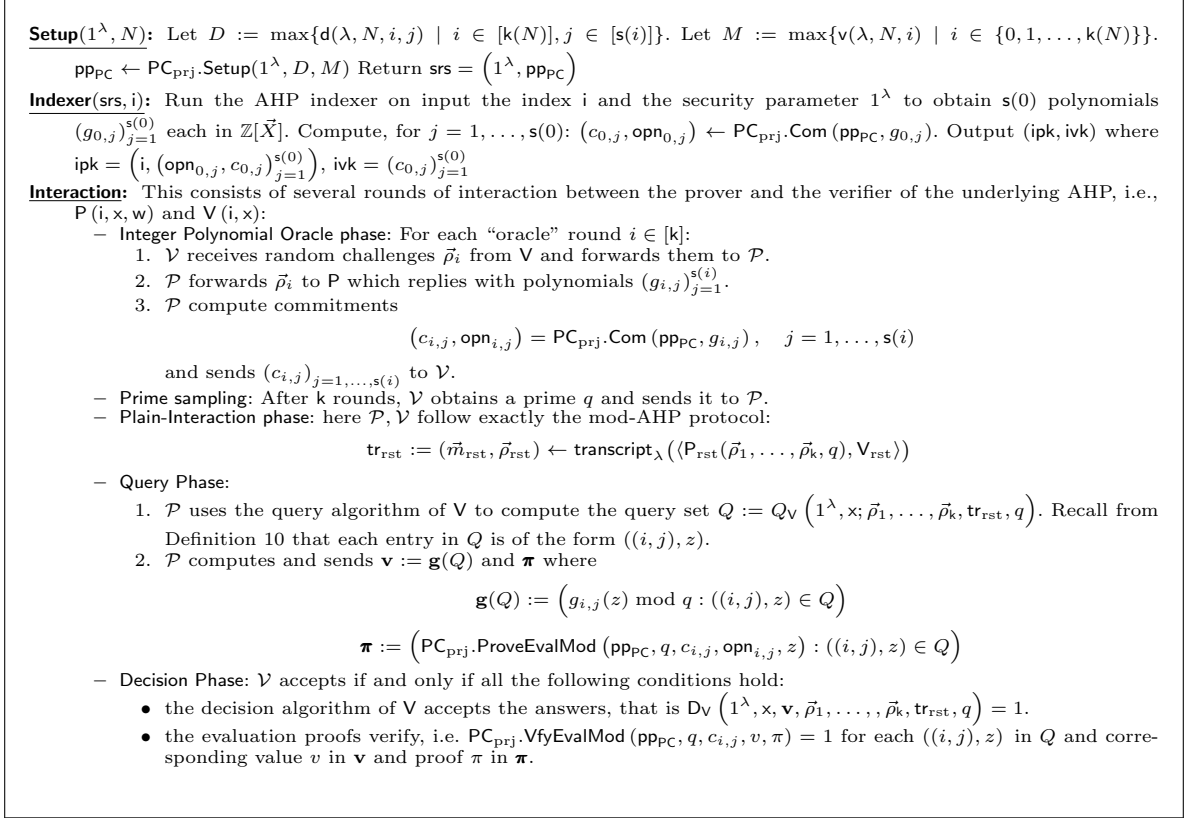 Setup(1^λ, N): Let D := max{d(λ, N, i, j) | i ∈ [k(N)], j ∈ [s(i)]}. Let M := max{v(λ, N, i) | i ∈ {0, 1, . . . , k(N)}}.
pp_PC ← PC_prj.Setup(1^λ, D, M) Return srs = (1^λ, pp_PC)
Indexer(srs, i): Run the AHP indexer on input the index i and the security parameter 1^λ to obtain s(0) polynomials
(g_{0,j})_{j=1}^{s(0)} each in ℤ[X⃗]. Compute, for j = 1, . . . , s(0): (c_{0,j}, opn_{0,j}) ← PC_prj.Com (pp_PC, g_{0,j}). Output (ipk, ivk) where
ipk = (i, (opn_{0,j}, c_{0,j})_{j=1}^{s(0)}), ivk = (c_{0,j})_{j=1}^{s(0)}
Interaction: This consists of several rounds of interaction between the prover and the verifier of the underlying AHP, i.e.,
P (i, x, w) and V (i, x):
– Integer Polynomial Oracle phase: For each “oracle” round i ∈ [k]:
1. 𝒱 receives random challenges ρ⃗_i from V and forwards them to 𝒫.
2. 𝒫 forwards ρ⃗_i to P which replies with polynomials (g_{i,j})_{j=1}^{s(i)}.
3. 𝒫 compute commitments
(c_{i,j}, opn_{i,j}) = PC_prj.Com (pp_PC, g_{i,j}) , j = 1, . . . , s(i)
and sends (c_{i,j})_{j=1,...,s(i)} to 𝒱.
– Prime sampling: After k rounds, 𝒱 obtains a prime q and sends it to 𝒫.
– Plain-Interaction phase: here 𝒫, 𝒱 follow exactly the mod-AHP protocol:
tr_rst := (m⃗_rst, ρ⃗_rst) ← transcript_λ(⟨P_rst(ρ⃗_1, . . . , ρ⃗_k, q), V_rst⟩)
– Query Phase:
1. 𝒫 uses the query algorithm of V to compute the query set Q := Q_V (1^λ, x; ρ⃗_1, . . . , ρ⃗_k, tr_rst, q). Recall from
Definition 10 that each entry in Q is of the form ((i, j), z).
2. 𝒫 computes and sends v := g(Q) and π where
g(Q) := (g_{i,j}(z) mod q : ((i, j), z) ∈ Q)
π := (PC_prj.ProveEvalMod (pp_PC, q, c_{i,j}, opn_{i,j}, z) : ((i, j), z) ∈ Q)
– Decision Phase: 𝒱 accepts if and only if all the following conditions hold:
• the decision algorithm of V accepts the answers, that is D_V (1^λ, x, v, ρ⃗_1, . . . , , ρ⃗_k, tr_rst, q) = 1.
• the evaluation proofs verify, i.e. PC_prj.VfyEvalMod (pp_PC, q, c_{i,j}, v, π) = 1 for each ((i, j), z) in Q and corre-
sponding value v in v and proof π in π.